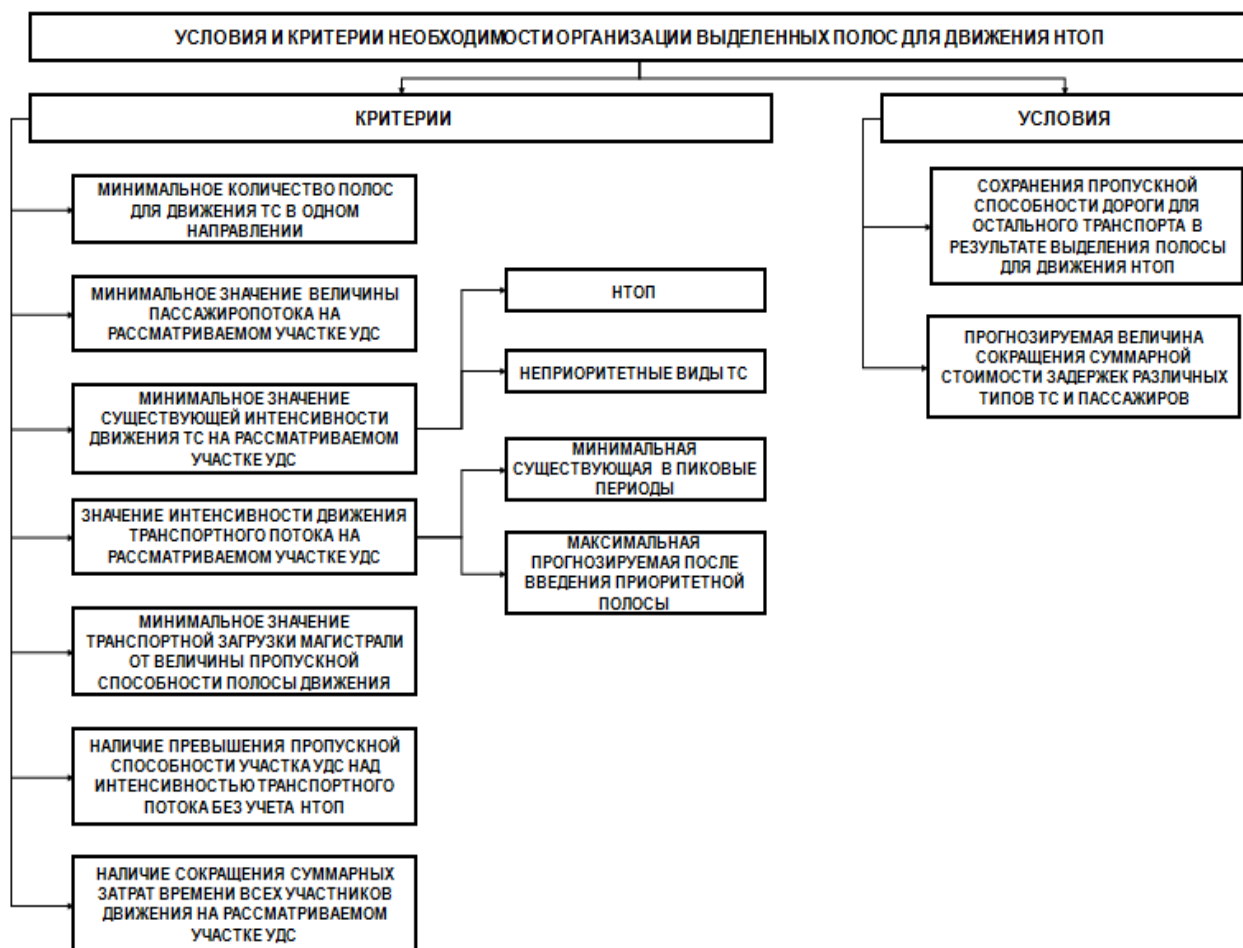 УСЛОВИЯ И КРИТЕРИИ НЕОБХОДИМОСТИ ОРГАНИЗАЦИИ ВЫДЕЛЕННЫХ ПОЛОС ДЛЯ ДВИЖЕНИЯ НТОП
КРИТЕРИИ
МИНИМАЛЬНОЕ КОЛИЧЕСТВО ПОЛОС
ДЛЯ ДВИЖЕНИЯ ТС В ОДНОМ
НАПРАВЛЕНИИ
МИНИМАЛЬНОЕ ЗНАЧЕНИЕ ВЕЛИЧИНЫ
ПАССАЖИРОПОТОКА НА
РАССМАТРИВАЕМОМ УЧАСТКЕ УДС
МИНИМАЛЬНОЕ ЗНАЧЕНИЕ
СУЩЕСТВУЮЩЕЙ ИНТЕНСИВНОСТИ
ДВИЖЕНИЯ ТС НА РАССМАТРИВАЕМОМ
УЧАСТКЕ УДС
НТОП
НЕПРИОРИТЕТНЫЕ ВИДЫ ТС
ЗНАЧЕНИЕ ИНТЕНСИВНОСТИ ДВИЖЕНИЯ
ТРАНСПОРТНОГО ПОТОКА НА
РАССМАТРИВАЕМОМ УЧАСТКЕ УДС
МИНИМАЛЬНАЯ
СУЩЕСТВУЮЩАЯ В ПИКОВЫЕ
ПЕРИОДЫ
МАКСИМАЛЬНАЯ
ПРОГНОЗИРУЕМАЯ ПОСЛЕ
ВВЕДЕНИЯ ПРИОРИТЕТНОЙ
ПОЛОСЫ
МИНИМАЛЬНОЕ ЗНАЧЕНИЕ
ТРАНСПОРТНОЙ ЗАГРУЗКИ МАГИСТРАЛИ
ОТ ВЕЛИЧИНЫ ПРОПУСКНОЙ
СПОСОБНОСТИ ПОЛОСЫ ДВИЖЕНИЯ
НАЛИЧИЕ ПРЕВЫШЕНИЯ ПРОПУСКНОЙ
СПОСОБНОСТИ УЧАСТКА УДС НАД
ИНТЕНСИВНОСТЬЮ ТРАНСПОРТНОГО
ПОТОКА БЕЗ УЧЕТА НТОП
НАЛИЧИЕ СОКРАЩЕНИЯ СУММАРНЫХ
ЗАТРАТ ВРЕМЕНИ ВСЕХ УЧАСТНИКОВ
ДВИЖЕНИЯ НА РАССМАТРИВАЕМОМ
УЧАСТКЕ УДС
УСЛОВИЯ
СОХРАНЕНИЯ ПРОПУСКНОЙ
СПОСОБНОСТИ ДОРОГИ ДЛЯ
ОСТАЛЬНОГО ТРАНСПОРТА В
РЕЗУЛЬТАТЕ ВЫДЕЛЕНИЯ ПОЛОСЫ
ДЛЯ ДВИЖЕНИЯ НТОП
ПРОГНОЗИРУЕМАЯ ВЕЛИЧИНА
СОКРАЩЕНИЯ СУММАРНОЙ
СТОИМОСТИ ЗАДЕРЖЕК РАЗЛИЧНЫХ
ТИПОВ ТС И ПАССАЖИРОВ